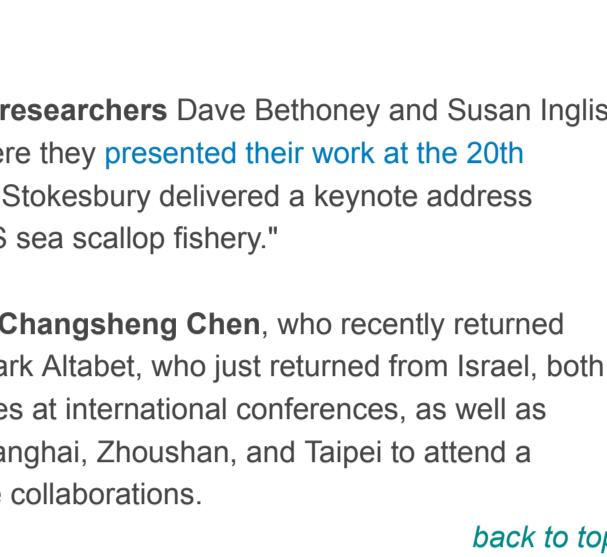 researchers Dave Bethoney and Susan Inglis
ere they presented their work at the 20th
Stokesbury delivered a keynote address
S sea scallop fishery."
Changsheng Chen, who recently returned
ark Altabet, who just returned from Israel, both
es at international conferences, as well as
anghai, Zhoushan, and Taipei to attend a
e collaborations.
back to top